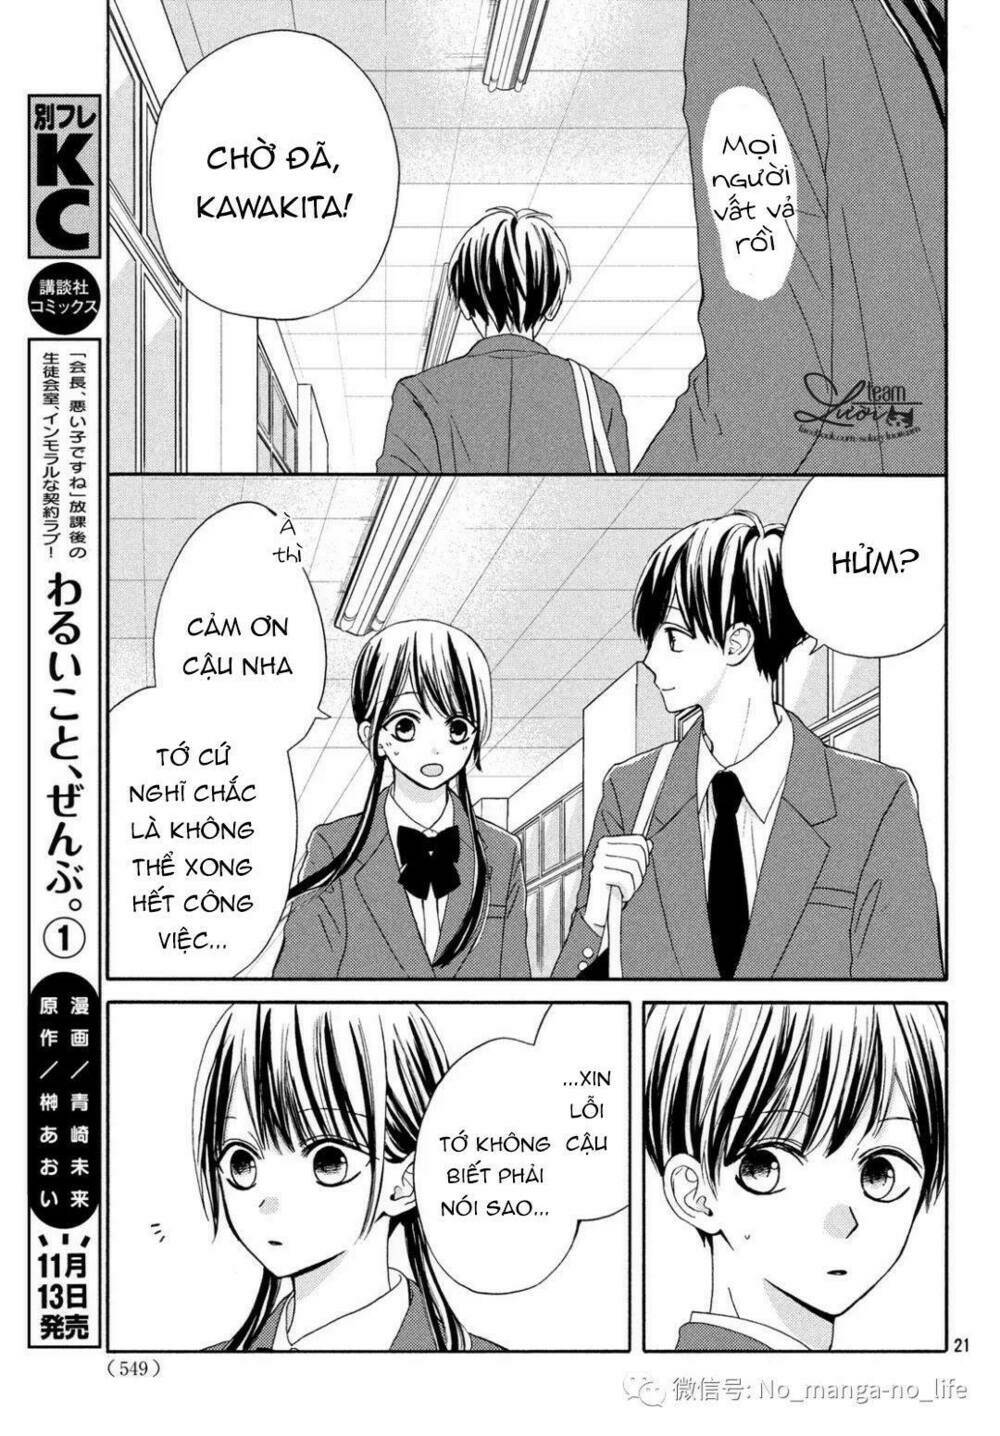 Mọi
người
vất vả
rồi
CHỜ ĐÃ,
KAWAKITA!
team
Lười
HỬM?
À
thì
CẢM ƠN
CẬU NHA
TỚ CỨ
NGHĨ CHẮC
LÀ KHÔNG
THỂ XONG
HẾT CÔNG
VIỆC...
...XIN
LỖI
CẬU
TỚ KHÔNG
BIẾT PHẢI
NÓI SAO...
別フレ
KC
講談社
コミックス
「会長、悪い子ですね」放課後の
生徒会室、インモラルな契約ラブ！
わるいこと、ぜんぶ。①
漫画／青崎未来
原作／榊あおい
11月
13日
発売
21
（549）
微信号: No_manga-no_life